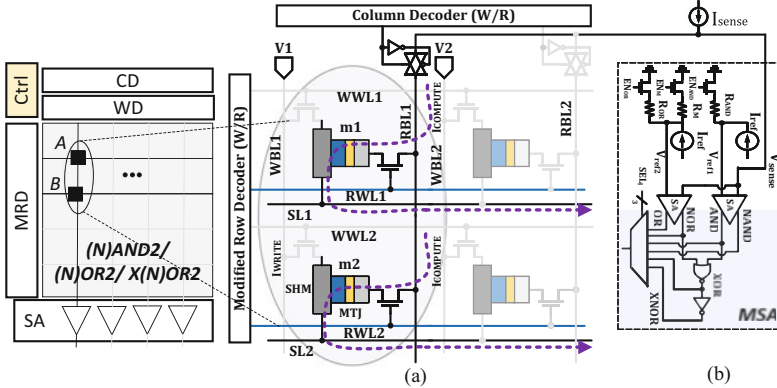 Ctrl
CD
WD
MRD
A
B
•••
(N)AND2/
(N)OR2/ X(N)OR2
SA
Column Decoder (W/R)
Modified Row Decoder (W/R)
V1
V2
WWL1
WBL1
RBL1
ICOMPUTE
WBL2
RBL2
m1
RWL1
SL1
WWL2
IWRITE
ICOMPUTE
m2
SHM
MTJ
RWL2
SL2
(a)
Isense
ENOR
ROR
ENM
RM
ENAND
RAND
Iref
Iref
Vref2
Vref1
Vsense
SEL
3
SA
SA
OR
NOR
AND
NAND
XOR
XNOR
MSA
(b)